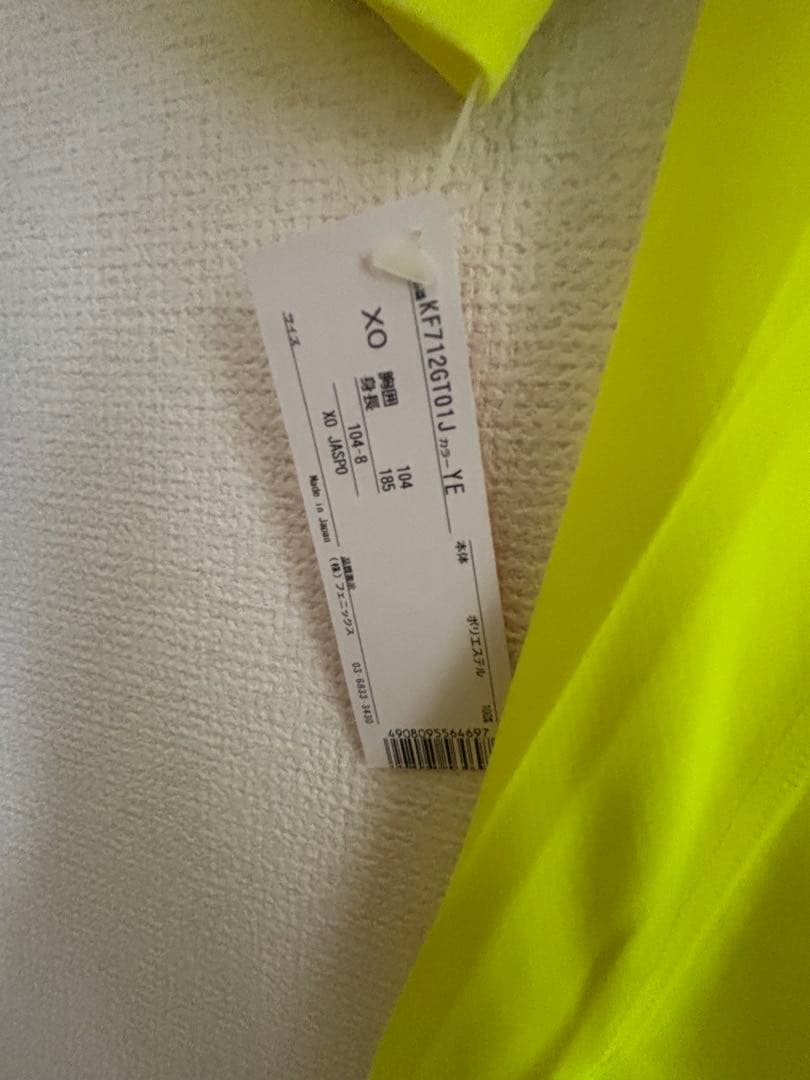 KF712GT01J カラー YE
本体 ポリエステル 100%
サイズ
XO 胸囲 104
身長 185
104-8
XO JASPO
Made in Japan
品質表示
(株)フェニックス
03 6833 3430
4908095564697